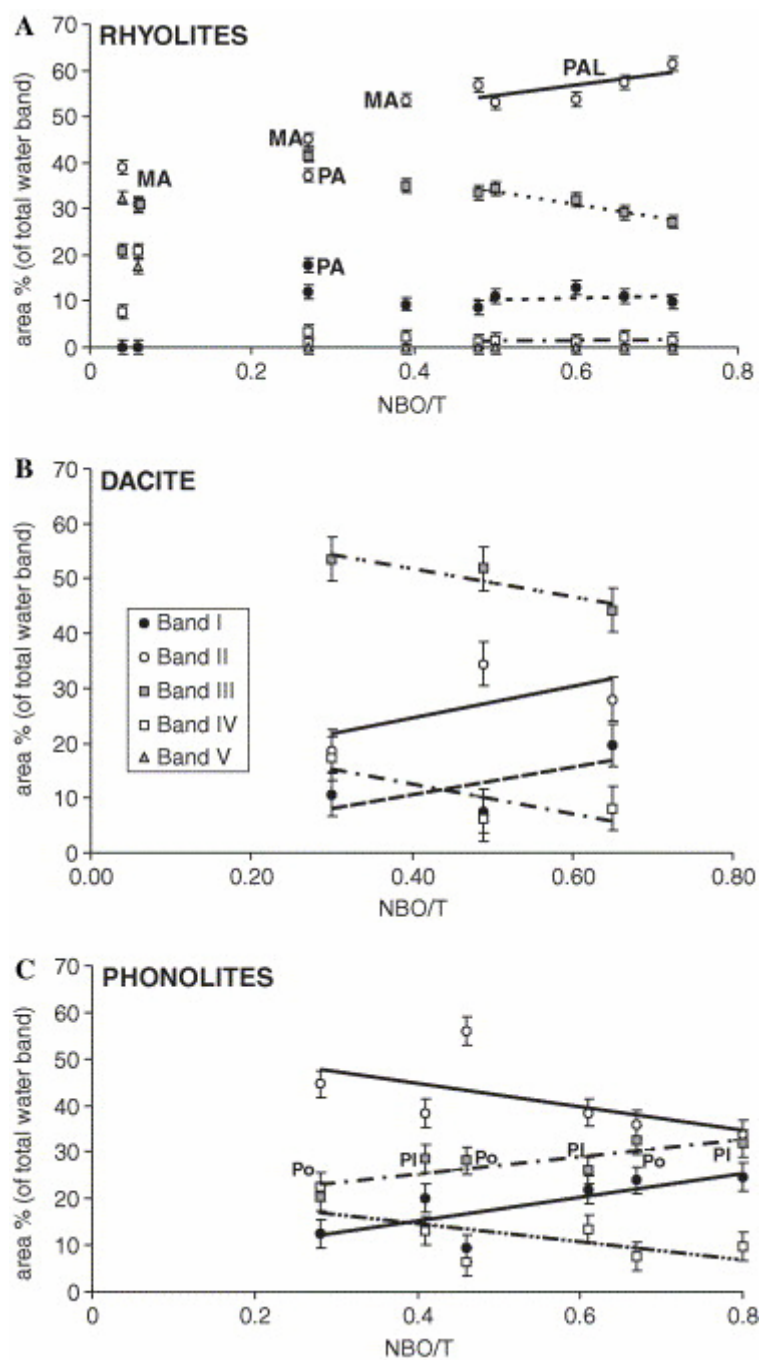 A RHYOLITES
area % (of total water band)
70
60
50
40
30
20
10
0
MA
MA
PA
PA
MA
PAL
0 0.2 0.4 0.6 0.8
NBO/T
B DACITE
area % (of total water band)
70
60
50
40
30
20
10
0
Band I
Band II
Band III
Band IV
Band V
0.00 0.20 0.40 0.60 0.80
NBO/T
C PHONOLITES
area % (of total water band)
70
60
50
40
30
20
10
0
Po Pl Po Pl Po Pl
0 0.2 0.4 0.6 0.8
NBO/T